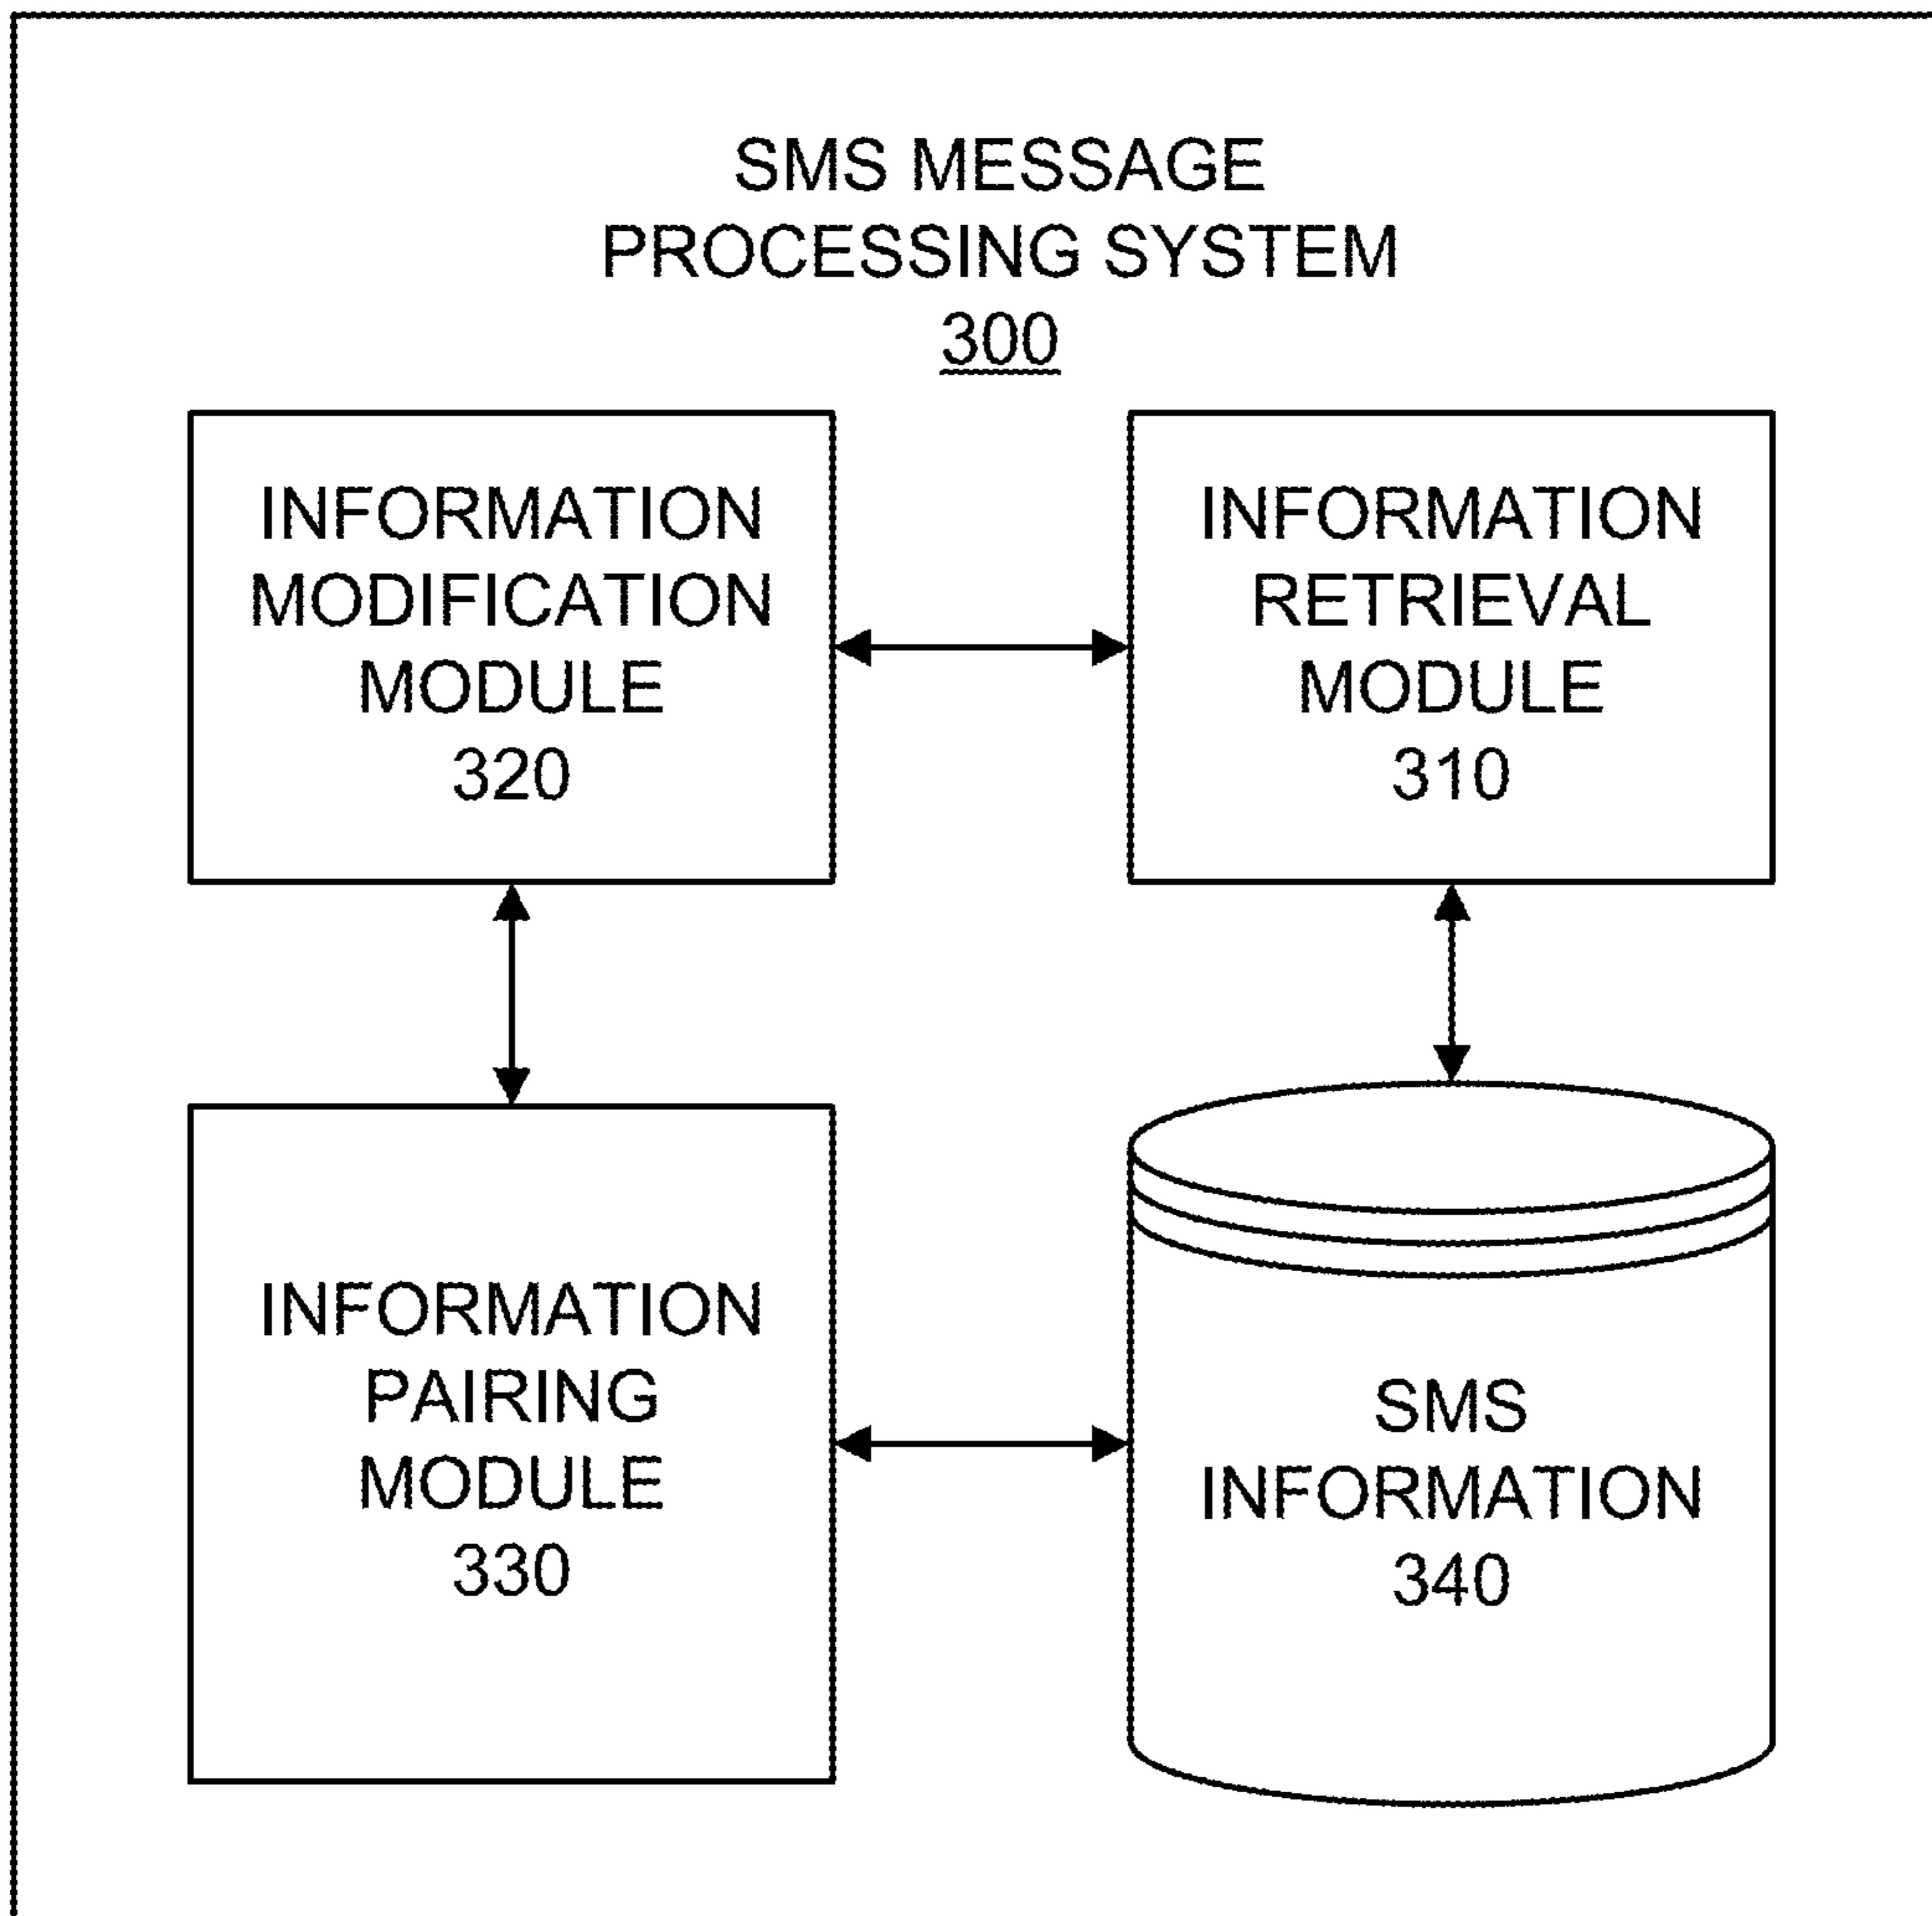 SMS MESSAGE
PROCESSING SYSTEM
300
INFORMATION
MODIFICATION
MODULE
320
INFORMATION
RETRIEVAL
MODULE
310
INFORMATION
PAIRING
MODULE
330
SMS
INFORMATION
340